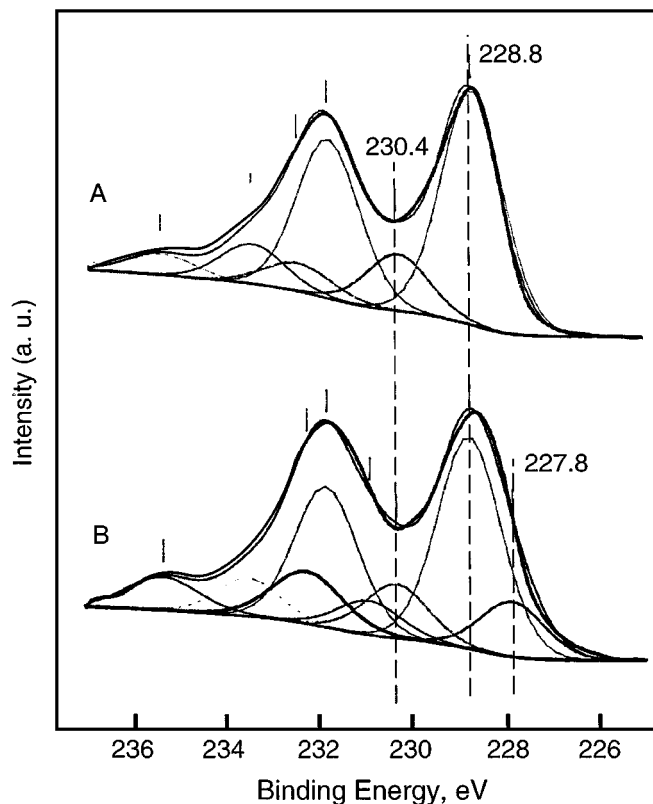 228.8
230.4
A
227.8
B
Intensity (a. u.)
236 234 232 230 228 226
Binding Energy, eV